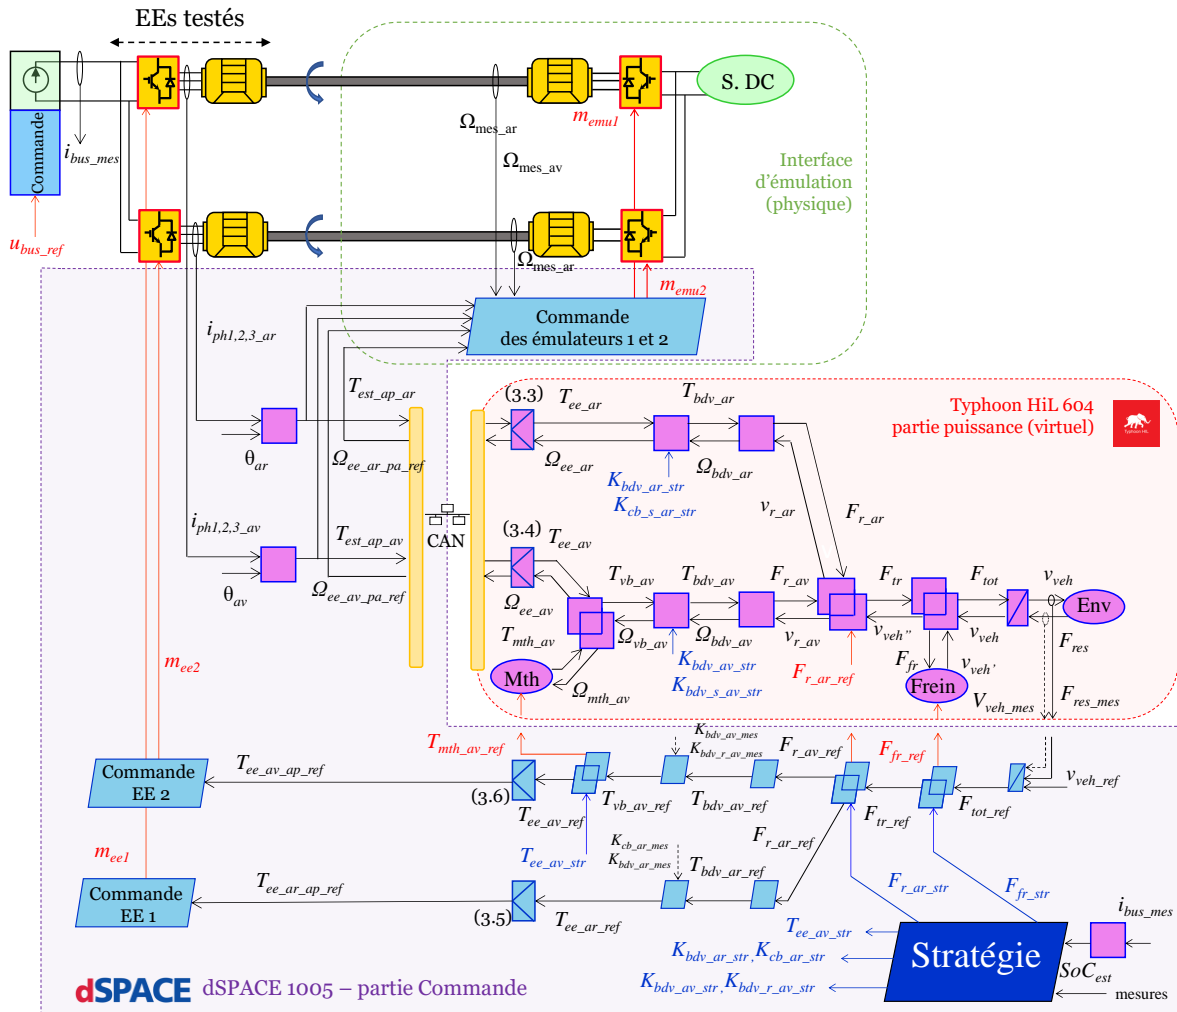 EEs testés
S. DC
Commande
i_bus_mes
u_bus_ref
Ω_mes_ar
Ω_mes_av
m_emu1
Interface
d'émulation
(physique)
Ω_mes_ar
m_emu2
Commande
des émulateurs 1 et 2
i_ph1,2,3_ar
T_est_ap_ar
θ_ar
Ω_ee_ar_pa_ref
i_ph1,2,3_av
T_est_ap_av
θ_av
Ω_ee_av_pa_ref
CAN
(3.3)
T_ee_ar
T_bdv_ar
Typhoon HiL 604
partie puissance (virtuel)
Typhoon HIL
Ω_ee_ar
Ω_bdv_ar
K_bdv_ar_str
K_cb_s_ar_str
v_r_ar
F_r_ar
(3.4)
T_ee_av
Ω_ee_av
T_vb_av
T_bdv_av
F_r_av
F_tr
F_tot
v_veh
Env
T_mth_av
Ω_vb_av
Ω_bdv_av
v_r_av
v_veh''
v_veh
F_res
Mth
Ω_mth_av
K_bdv_av_str
K_bdv_s_av_str
F_r_ar_ref
F_fr
v_veh'
Frein
V_veh_mes
F_res_mes
m_ee2
T_mth_av_ref
K_bdv_av_mes
K_bdv_r_av_mes
F_r_av_ref
F_fr_ref
v_veh_ref
Commande
EE 2
T_ee_av_ap_ref
(3.6)
T_ee_av_ref
T_vb_av_ref
T_bdv_av_ref
F_tr_ref
F_tot_ref
F_r_ar_ref
T_ee_av_str
K_cb_ar_mes
K_bdv_ar_mes
T_bdv_ar_ref
m_ee1
Commande
EE 1
T_ee_ar_ap_ref
(3.5)
T_ee_ar_ref
F_r_ar_str
F_fr_str
T_ee_av_str
K_bdv_ar_str, K_cb_ar_str
K_bdv_av_str, K_bdv_r_av_str
Stratégie
i_bus_mes
SoC_est
mesures
dSPACE dSPACE 1005 – partie Commande